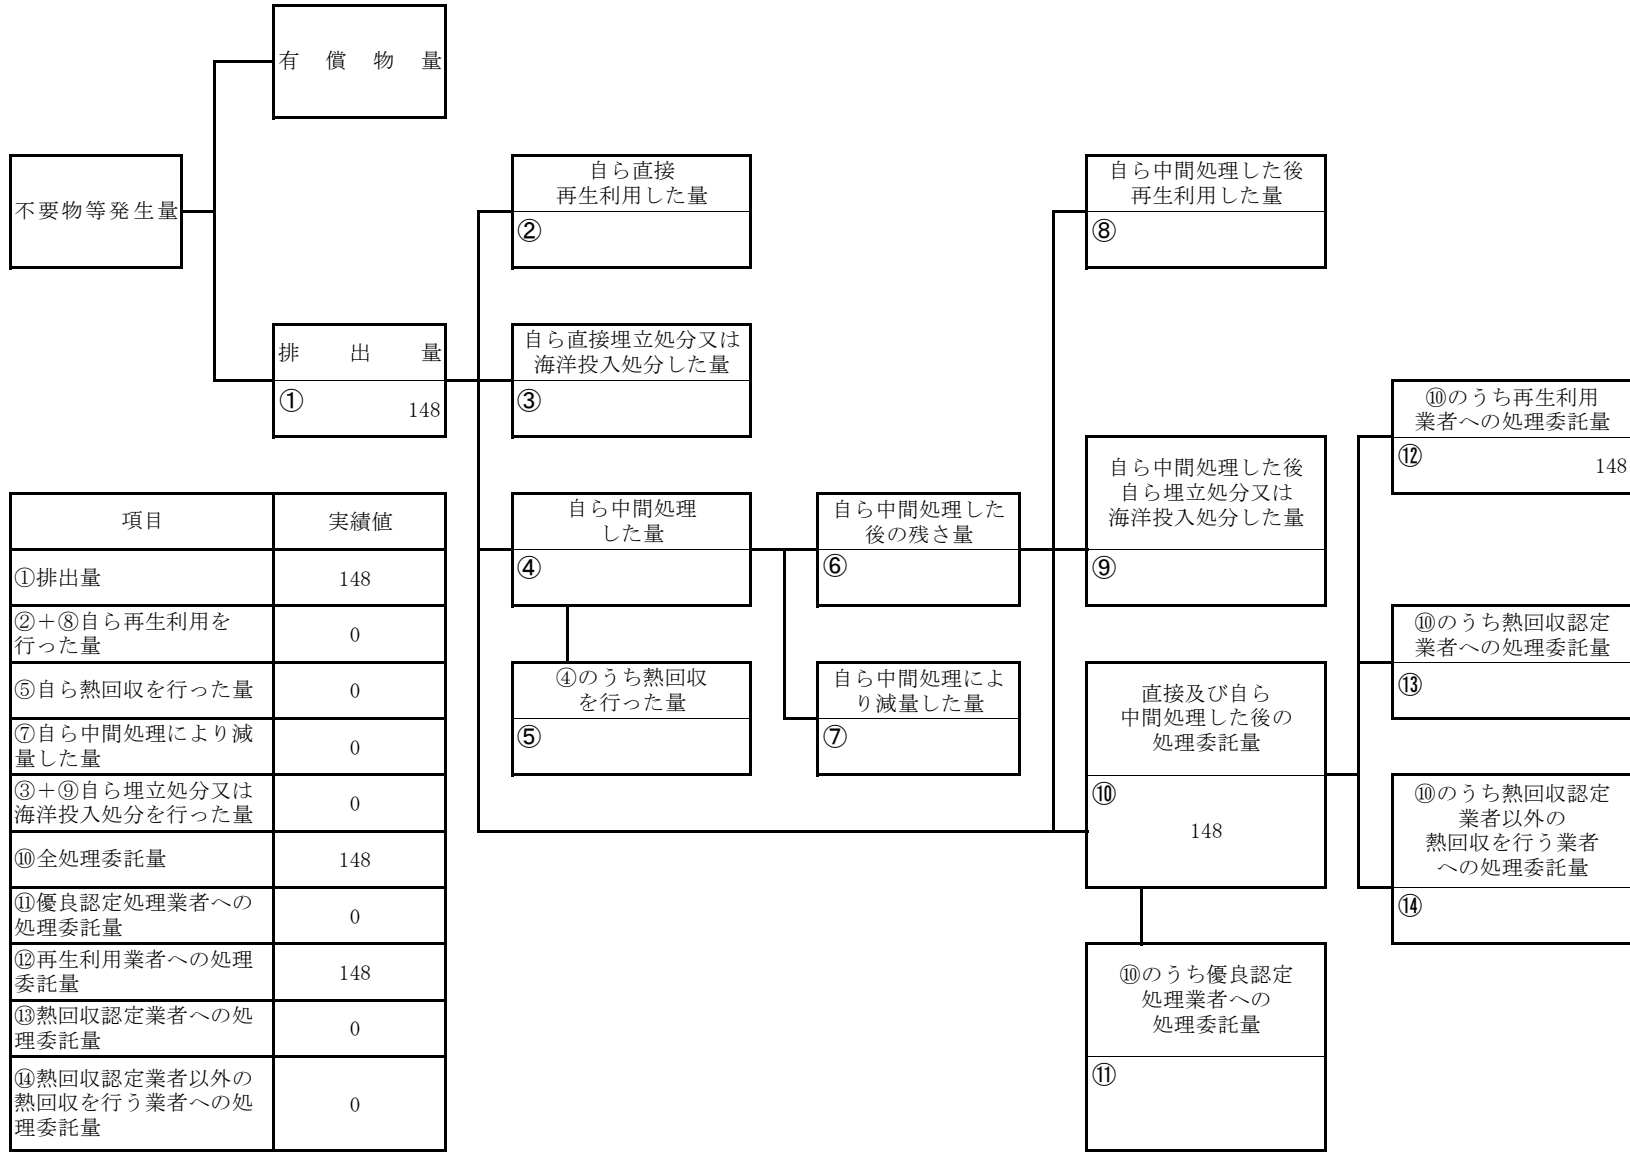 有償物量
不要物等発生量
排出量
①
148
自ら直接
再生利用した量
②
自ら直接埋立処分又は
海洋投入処分した量
③
自ら中間処理
した量
④
④のうち熱回収
を行った量
⑤
自ら中間処理した
後の残さ量
⑥
自ら中間処理によ
り減量した量
⑦
自ら中間処理した後
再生利用した量
⑧
自ら中間処理した後
自ら埋立処分又は
海洋投入処分した量
⑨
直接及び自ら
中間処理した後の
処理委託量
⑩
148
⑩のうち優良認定
処理業者への
処理委託量
⑪
⑩のうち再生利用
業者への処理委託量
⑫
148
⑩のうち熱回収認定
業者への処理委託量
⑬
⑩のうち熱回収認定
業者以外の
熱回収を行う業者
への処理委託量
⑭
項目 実績値
①排出量 148
②+⑧自ら再生利用を
行った量 0
⑤自ら熱回収を行った量 0
⑦自ら中間処理により減
量した量 0
③+⑨自ら埋立処分又は
海洋投入処分を行った量 0
⑩全処理委託量 148
⑪優良認定処理業者への
処理委託量 0
⑫再生利用業者への処理
委託量 148
⑬熱回収認定業者への処
理委託量 0
⑭熱回収認定業者以外の
熱回収を行う業者への処
理委託量 0